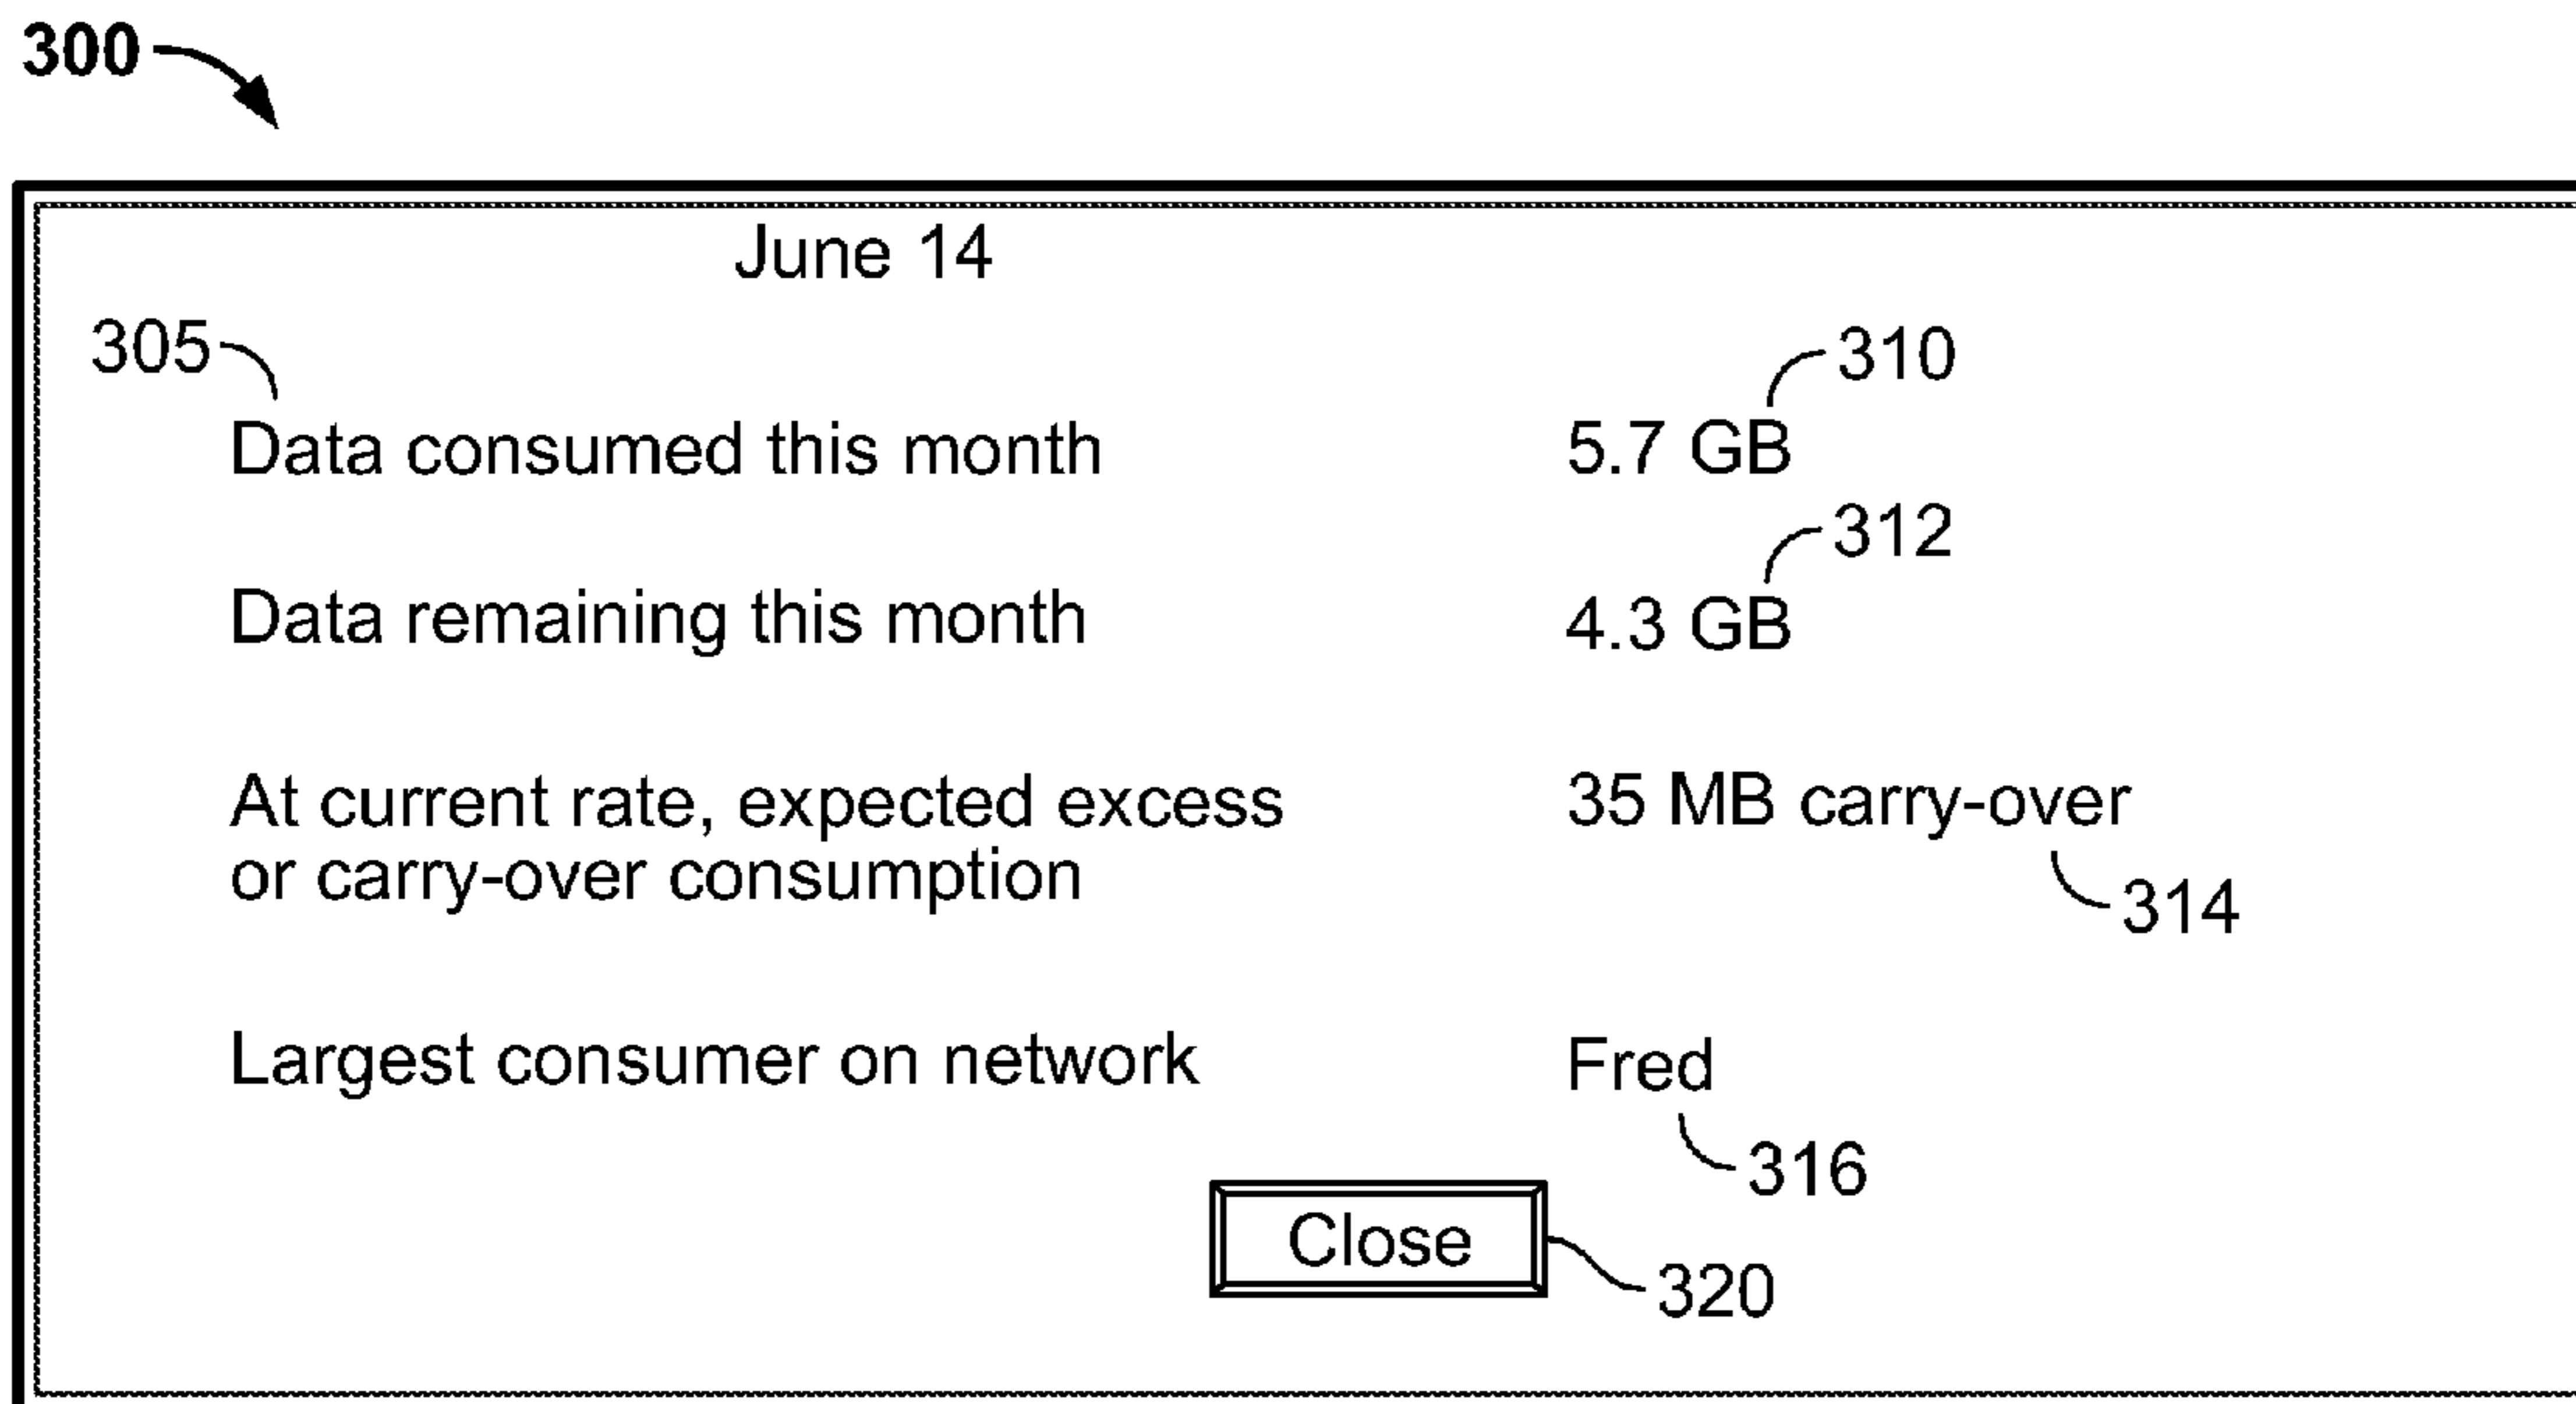 300
June 14
305
310
Data consumed this month 5.7 GB
312
Data remaining this month 4.3 GB
At current rate, expected excess 35 MB carry-over
or carry-over consumption
314
Largest consumer on network Fred
316
Close
320